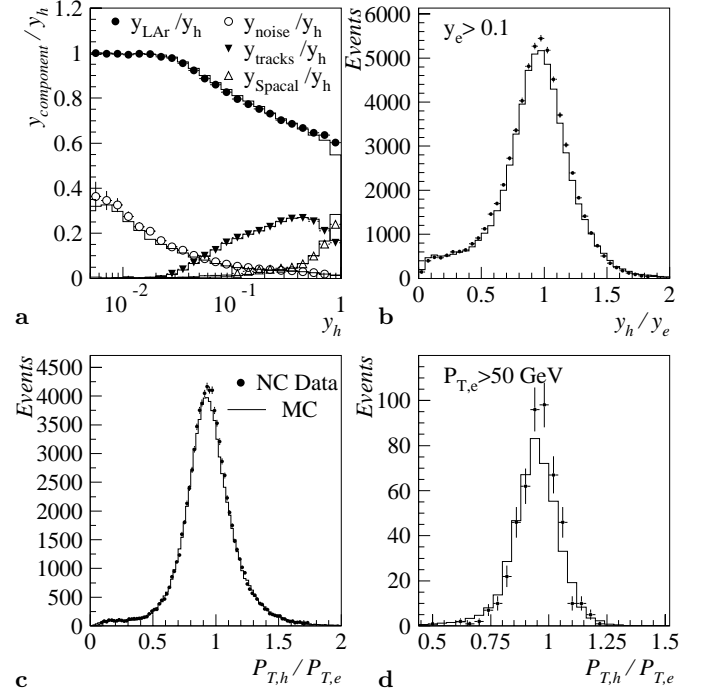 y_component / y_h
1.2
1
0.8
0.6
0.4
0.2
0
● y_LAr /y_h
○ y_noise /y_h
▼ y_tracks /y_h
△ y_Spacal /y_h
10^-2
10^-1
1
y_h
a
Events
6000
5000
4000
3000
2000
1000
0
y_e > 0.1
0
0.5
1
1.5
2
y_h / y_e
b
Events
4500
4000
3500
3000
2500
2000
1500
1000
500
0
● NC Data
— MC
0
0.5
1
1.5
2
P_T,h / P_T,e
c
Events
100
80
60
40
20
0
P_T,e >50 GeV
0.5
0.75
1
1.25
1.5
P_T,h / P_T,e
d